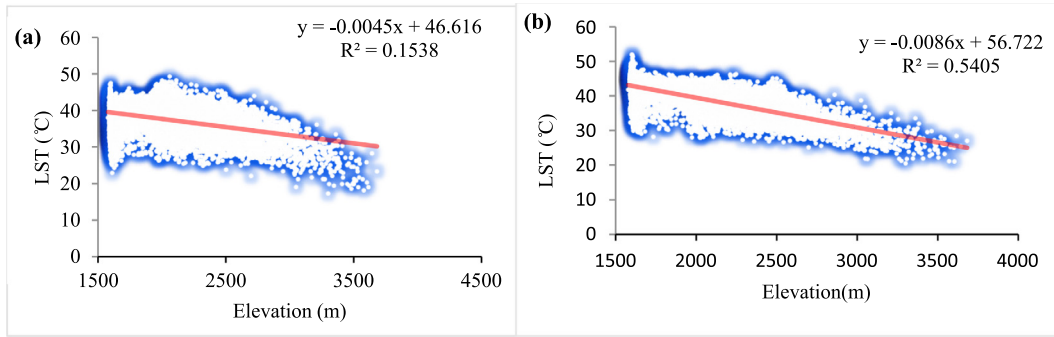 (a)
y = -0.0045x + 46.616
R² = 0.1538
60
50
40
30
20
10
0
LST (℃)
1500
2500
3500
4500
Elevation (m)
(b)
y = -0.0086x + 56.722
R² = 0.5405
60
50
40
30
20
10
0
LST (℃)
1500
2000
2500
3000
3500
4000
Elevation(m)